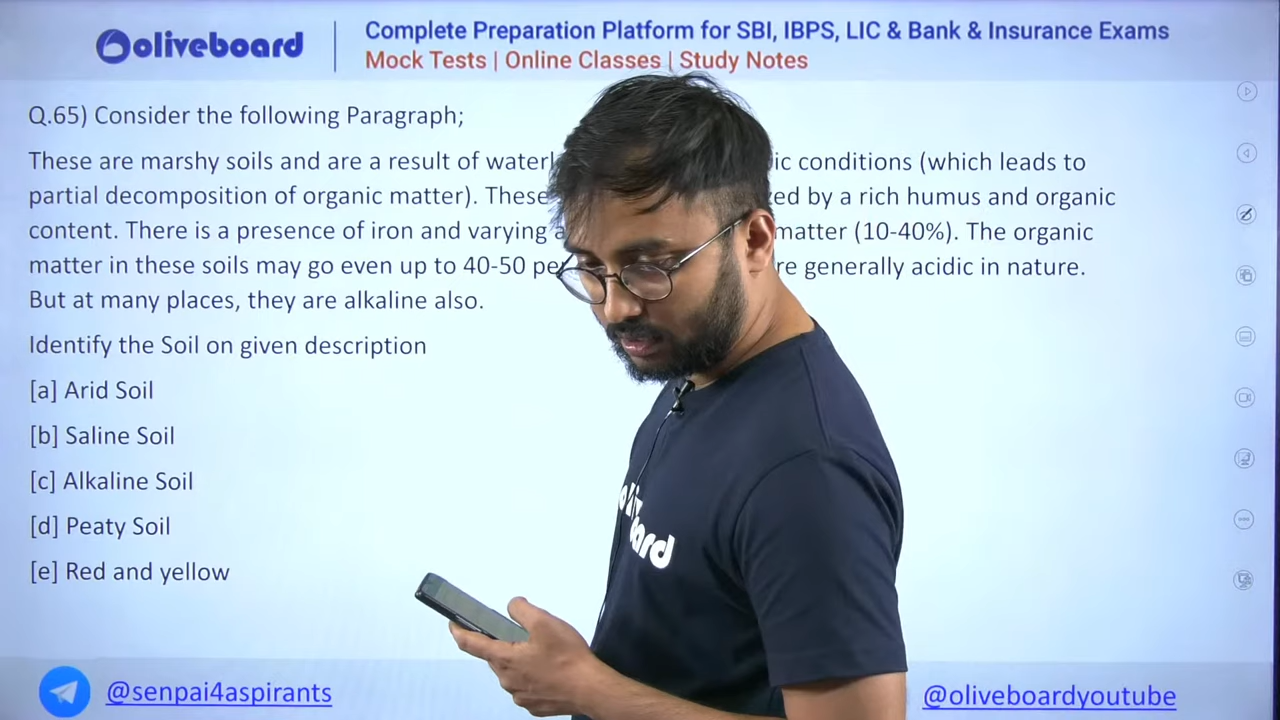 oliveboard
Complete Preparation Platform for SBI, IBPS, LIC & Bank & Insurance Exams
Mock Tests | Online Classes | Study Notes
Q.65) Consider the following Paragraph;
These are marshy soils and are a result of conditions (which leads to
partial decomposition of organic matter). These by a rich humus and organic
content. There is a presence of iron and varying matter (10-40%). The organic
matter in these soils may go even up to 40-50 generally acidic in nature.
But at many places, they are alkaline also.
Identify the Soil on given description
[a] Arid Soil
[b] Saline Soil
[c] Alkaline Soil
[d] Peaty Soil
[e] Red and yellow
@senpai4aspirants
@oliveboardyoutube